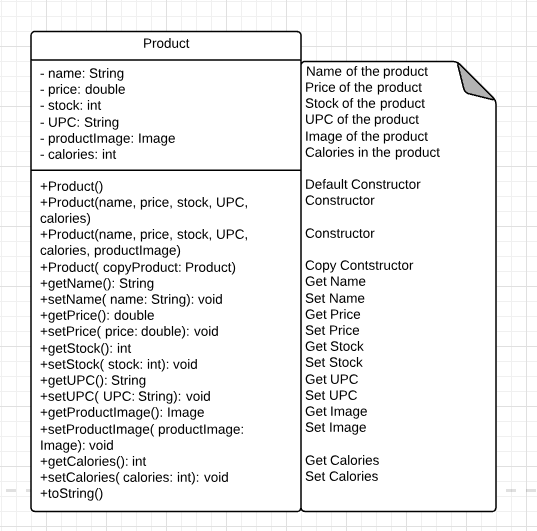 Product
- name: String
- price: double
- stock: int
- UPC: String
- productImage: Image
- calories: int
+Product()
+Product(name, price, stock, UPC,
calories)
+Product(name, price, stock, UPC,
calories, productImage)
+Product( copyProduct: Product)
+getName(): String
+setName( name: String): void
+getPrice(): double
+setPrice( price: double): void
+getStock(): int
+setStock( stock: int): void
+getUPC(): String
+setUPC( UPC: String): void
+getProductImage(): Image
+setProductImage( productImage:
Image): void
+getCalories(): int
+setCalories( calories: int): void
+toString()
Name of the product
Price of the product
Stock of the product
UPC of the product
Image of the product
Calories in the product
Default Constructor
Constructor
Constructor
Copy Contstructor
Get Name
Set Name
Get Price
Set Price
Get Stock
Set Stock
Get UPC
Set UPC
Get Image
Set Image
Get Calories
Set Calories